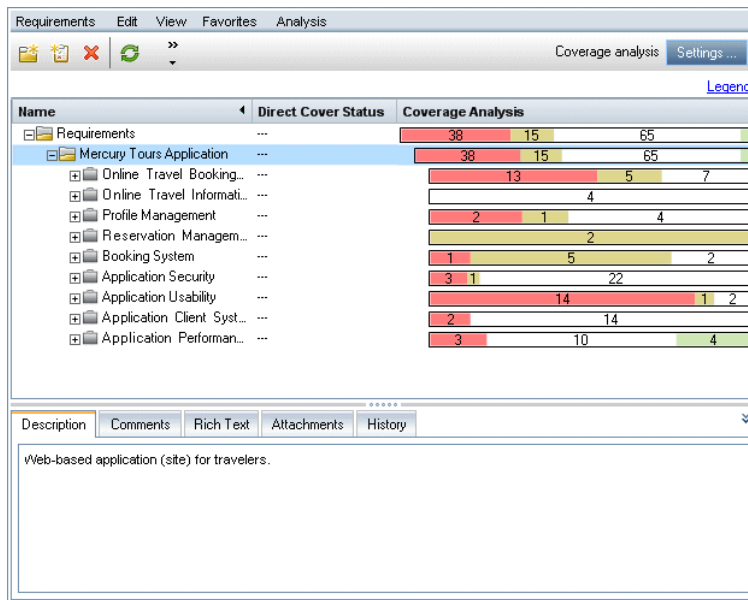 Requirements Edit View Favorites Analysis
» Coverage analysis Settings ...
Legend
Name Direct Cover Status Coverage Analysis
Requirements --- 38 15 65
Mercury Tours Application --- 38 15 65
Online Travel Booking... --- 13 5 7
Online Travel Informati... --- 4
Profile Management --- 2 1 4
Reservation Managem... --- 2
Booking System --- 1 5 2
Application Security --- 3 1 22
Application Usability --- 14 1 2
Application Client Syst... --- 2 14
Application Performan... --- 3 10 4
Description Comments Rich Text Attachments History
Web-based application (site) for travelers.